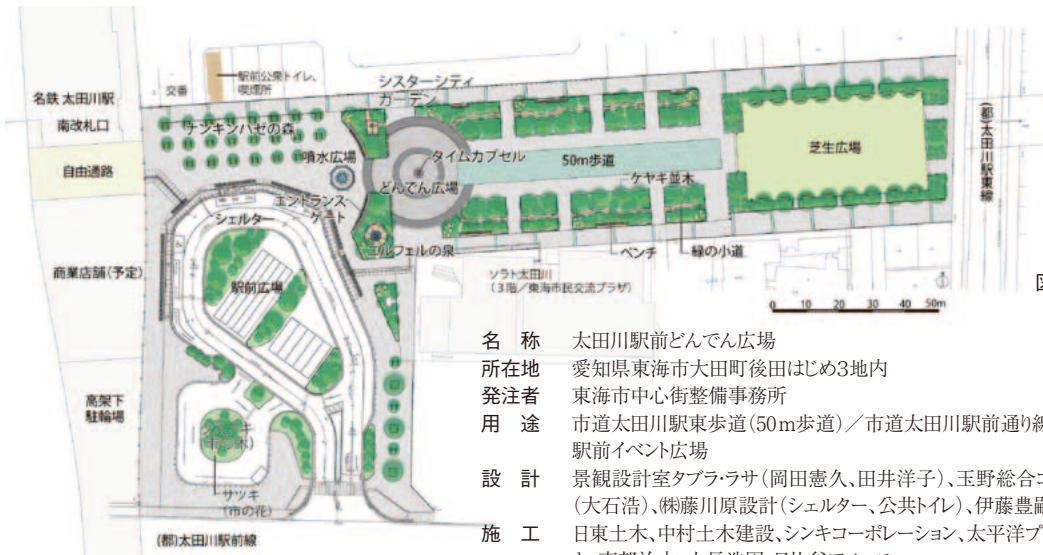 駅前公衆トイレ、
喫煙所
交番
シスターシティ
ガーデン
名鉄 太田川駅
南改札口
自由通路
ナンキンハゼの森
噴水広場
タイムカプセル
どんでん広場
50m歩道
ケヤキ並木
芝生広場
(都)太田川駅東線
エントランス
ゲート
シェルター
ニルフェルの泉
ベンチ
緑の小道
ソラト太田川
(3階/東海市民交流プラザ)
商業店舗(予定)
駅前広場
0 10 20 30 40 50m
高架下
駐輪場
(市の木)
サツキ
(市の花)
(都)太田川駅前線
名 称 太田川駅前どんでん広場
所在地 愛知県東海市大田町後田はじめ3地内
発注者 東海市中心街整備事務所
用 途 市道太田川駅東歩道(50m歩道)/市道太田川駅前通り線
駅前イベント広場
設 計 景観設計室タブラ・ラサ(岡田憲久、田井洋子)、玉野総合コ
(大石浩)、㈱藤川原設計(シェルター、公共トイレ)、伊藤豊嗣
施 工 日東土木、中村土木建設、シンキコーポレーション、太平洋プ